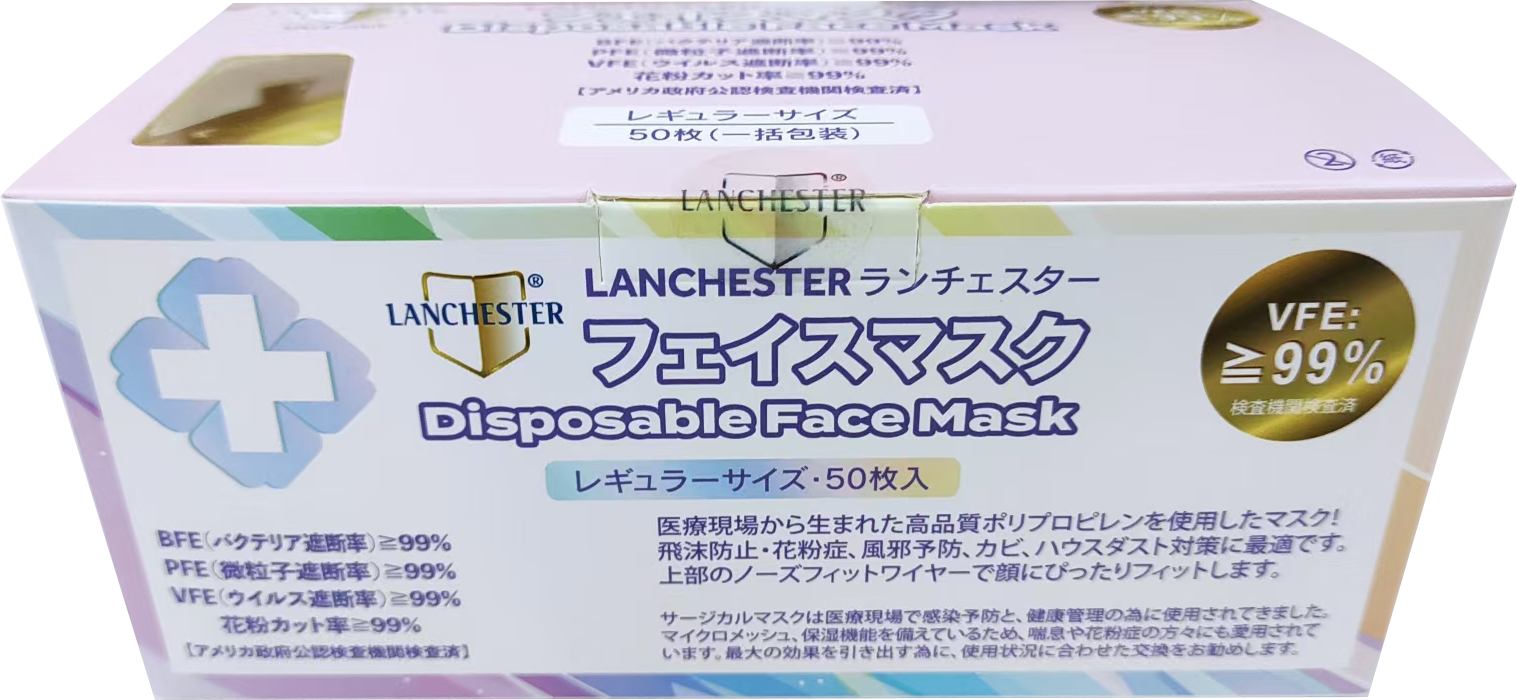 Disposable Face Mask
BFE(バクテリア遮断率)≧99%
PFE(微粒子遮断率)≧99%
VFE(ウイルス遮断率)≧99%
花粉カット率≧99%
[アメリカ政府公認検査機関検査済]
レギュラーサイズ
50枚(一括包装)
LANCHESTER®
LANCHESTER®
LANCHESTERランチェスター
フェイスマスク
Disposable Face Mask
レギュラーサイズ・50枚入
VFE:
≧99%
検査機関検査済
BFE(バクテリア遮断率)≧99%
PFE(微粒子遮断率)≧99%
VFE(ウイルス遮断率)≧99%
花粉カット率≧99%
[アメリカ政府公認検査機関検査済]
医療現場から生まれた高品質ポリプロピレンを使用したマスク!
飛沫防止・花粉症、風邪予防、カビ、ハウスダスト対策に最適です。
上部のノーズフィットワイヤーで顔にぴったりフィットします。
サージカルマスクは医療現場で感染予防と、健康管理の為に使用されてきました。
マイクロメッシュ、保湿機能を備えているため、喘息や花粉症の方々にも愛用されて
います。最大の効果を引き出す為に、使用状況に合わせた交換をお勧めします。